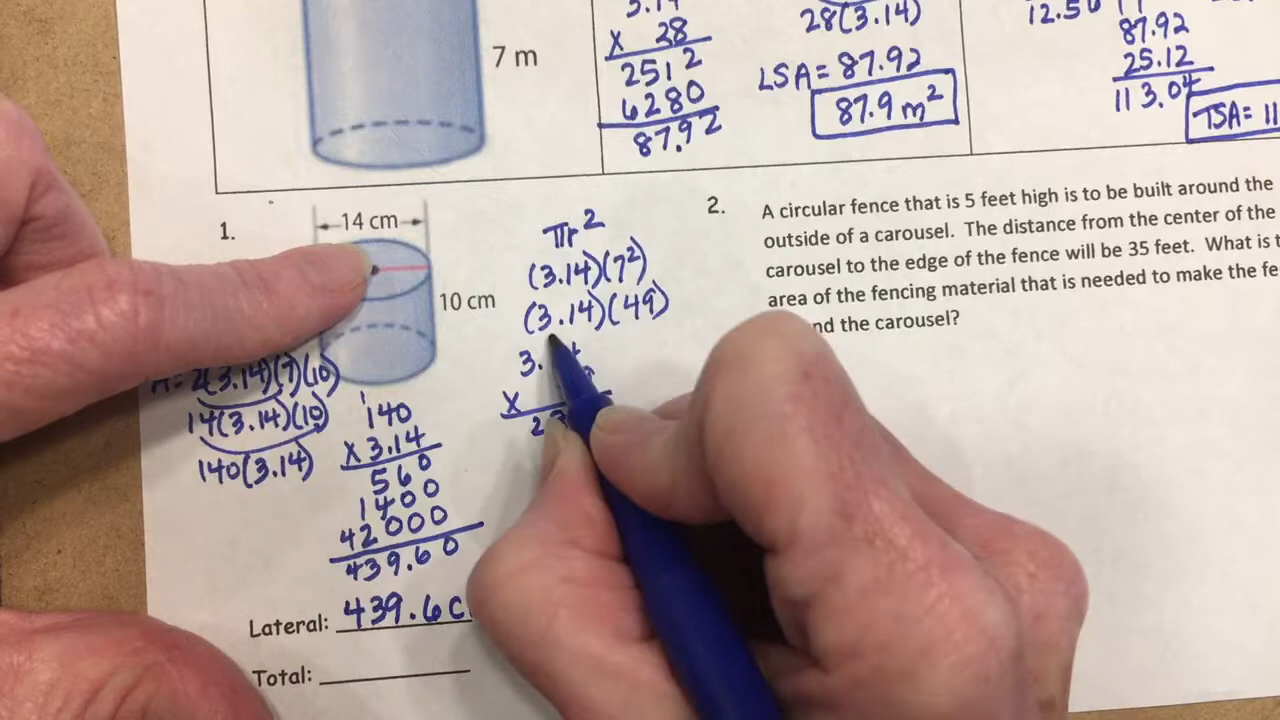 7 m
3.14
x 28
2512
6280
87.92
28(3.14)
LSA = 87.92
87.9 m²
87.92
25.12
113.04
TSA = 11
1.
14 cm
10 cm
A = 2(3.14)(7)(10)
14(3.14)(10)
140(3.14)
1
140
x 3.14
560
1400
42000
439.60
πr²
(3.14)(7²)
(3.14)(49)
3.
x
2
Lateral: 439.6 c
Total:
2.
A circular fence that is 5 feet high is to be built around the
outside of a carousel. The distance from the center of the
carousel to the edge of the fence will be 35 feet. What is
area of the fencing material that is needed to make the
the carousel?